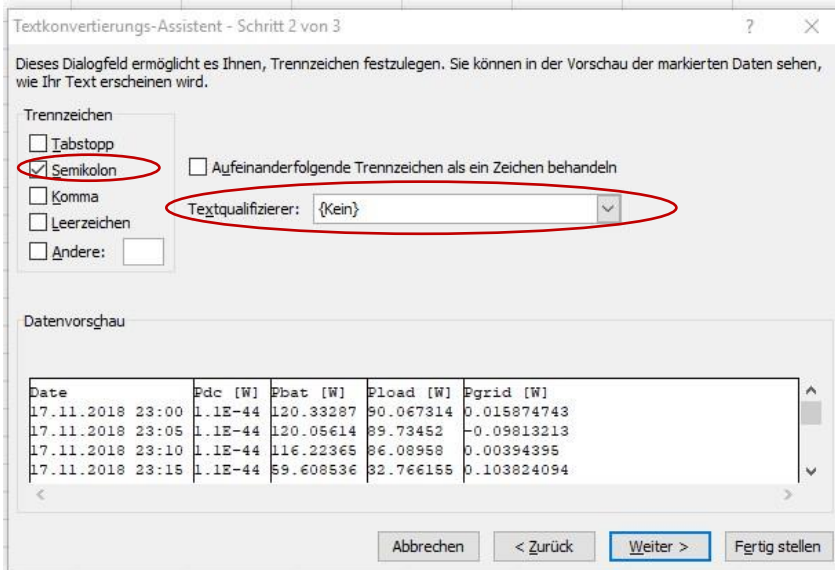 Textkonvertierungs-Assistent - Schritt 2 von 3
Dieses Dialogfeld ermöglicht es Ihnen, Trennzeichen festzulegen. Sie können in der Vorschau der markierten Daten sehen,
wie Ihr Text erscheinen wird.
Trennzeichen
Tabstopp
Semikolon
Komma
Leerzeichen
Andere:
Aufeinanderfolgende Trennzeichen als ein Zeichen behandeln
Textqualifizierer: {Kein}
Datenvorschau
Date Pdc [W] Pbat [W] Pload [W] Pgrid [W]
17.11.2018 23:00 1.1E-44 120.33287 90.067314 0.015874743
17.11.2018 23:05 1.1E-44 120.05614 89.73452 -0.09813213
17.11.2018 23:10 1.1E-44 116.22365 86.08958 0.00394395
17.11.2018 23:15 1.1E-44 59.608536 32.766155 0.103824094
Abbrechen < Zurück Weiter > Fertig stellen